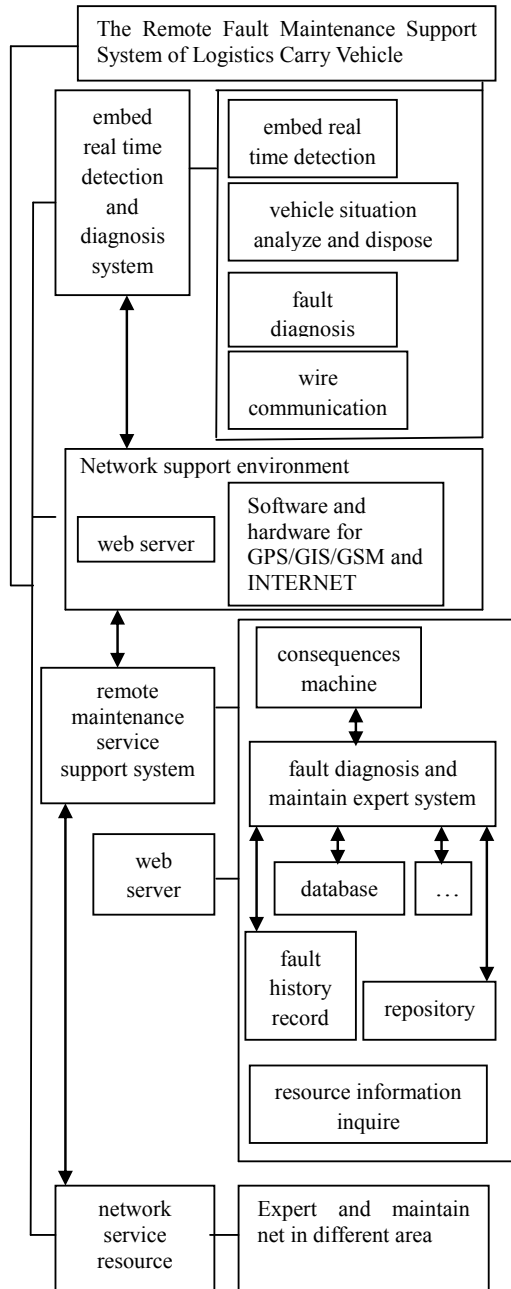 The Remote Fault Maintenance Support
System of Logistics Carry Vehicle
embed
real time
detection
and
diagnosis
system
embed real
time detection
vehicle situation
analyze and dispose
fault
diagnosis
wire
communication
Network support environment
web server
Software and
hardware for
GPS/GIS/GSM and
INTERNET
remote
maintenance
service
support system
consequences
machine
fault diagnosis and
maintain expert system
web
server
database
…
fault
history
record
repository
resource information
inquire
network
service
resource
Expert and maintain
net in different area